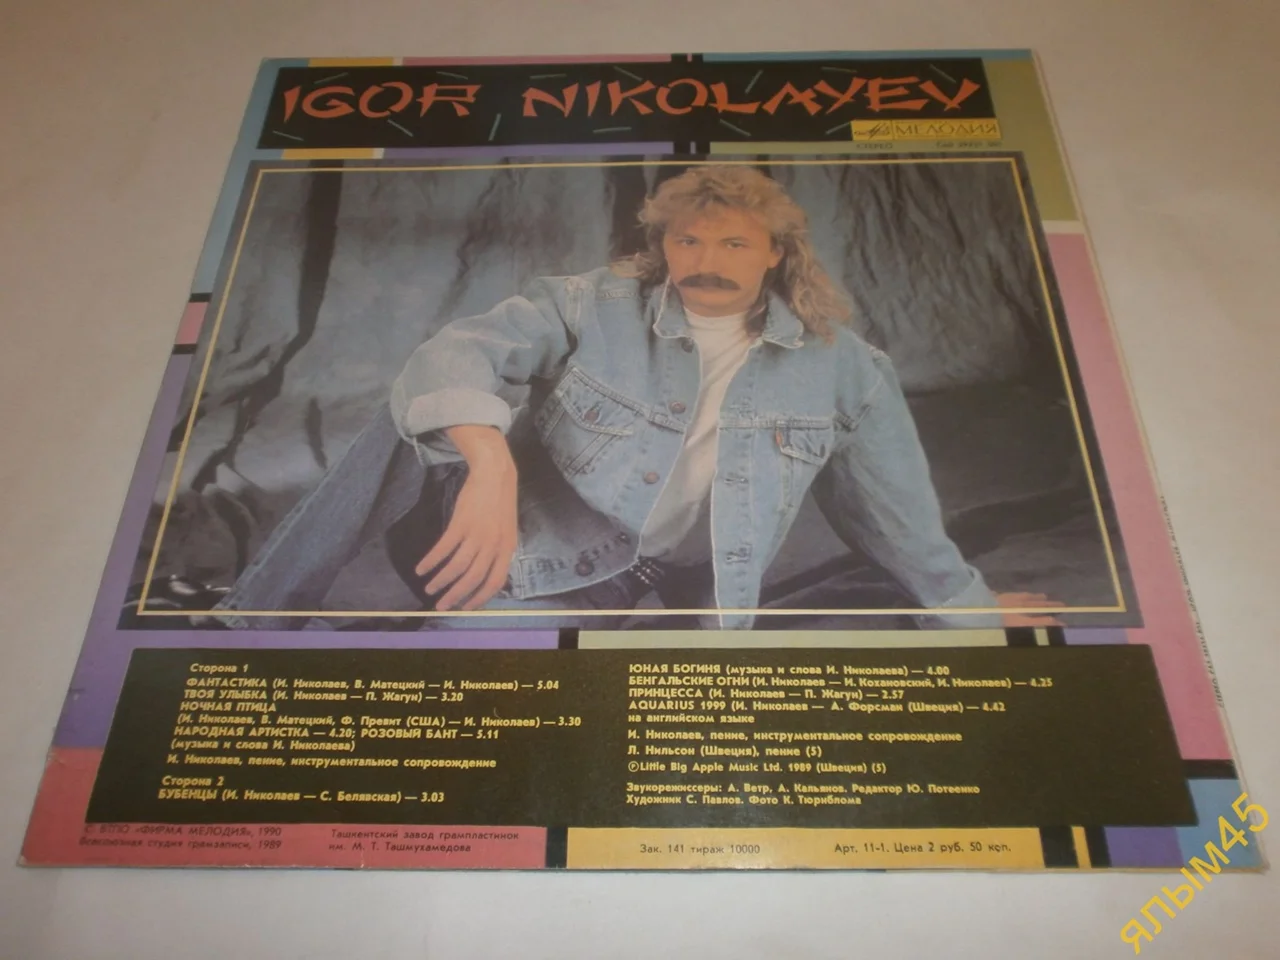 IGOR NIKOLAYEV
МЕЛОДИЯ
СТЕРЕО
Сторона 1
ФАНТАСТИКА (И. Николаев, В. Матецкий — И. Николаев) — 5.04
ТВОЯ УЛЫБКА (И. Николаев — П. Жагун) — 3.20
НОЧНАЯ ПТИЦА
(И. Николаев, В. Матецкий, Ф. Превит (США) — И. Николаев) — 3.30
НАРОДНАЯ АРТИСТКА — 4.20; РОЗОВЫЙ БАНТ — 5.11
(музыка и слова И. Николаева)
И. Николаев, пение, инструментальное сопровождение
Сторона 2
БУБЕНЦЫ (И. Николаев — С. Белявская) — 3.03
ЮНАЯ БОГИНЯ (музыка и слова И. Николаева) — 4.00
БЕНГАЛЬСКИЕ ОГНИ (И. Николаев — И. Кохановский, И. Николаев) — 4.25
ПРИНЦЕССА (И. Николаев — П. Жагун) — 2.57
AQUARIUS 1999 (И. Николаев — А. Форсман (Швеция) — 4.42
на английском языке
И. Николаев, пение, инструментальное сопровождение
Л. Нильсон (Швеция), пение (5)
Ⓟ Little Big Apple Music Ltd. 1989 (Швеция) (5)
Звукорежиссеры: А. Ветр, А. Кальянов. Редактор Ю. Потеенко
Художник С. Павлов. Фото К. Тюрнблома
© ВТПО «ФИРМА МЕЛОДИЯ», 1990
Всесоюзная студия грамзаписи, 1989
Ташкентский завод грампластинок
им. М. Т. Ташмухамедова
Зак. 141 тираж 10000
Арт. 11-1. Цена 2 руб. 50 коп.
ЯЛЫМ45